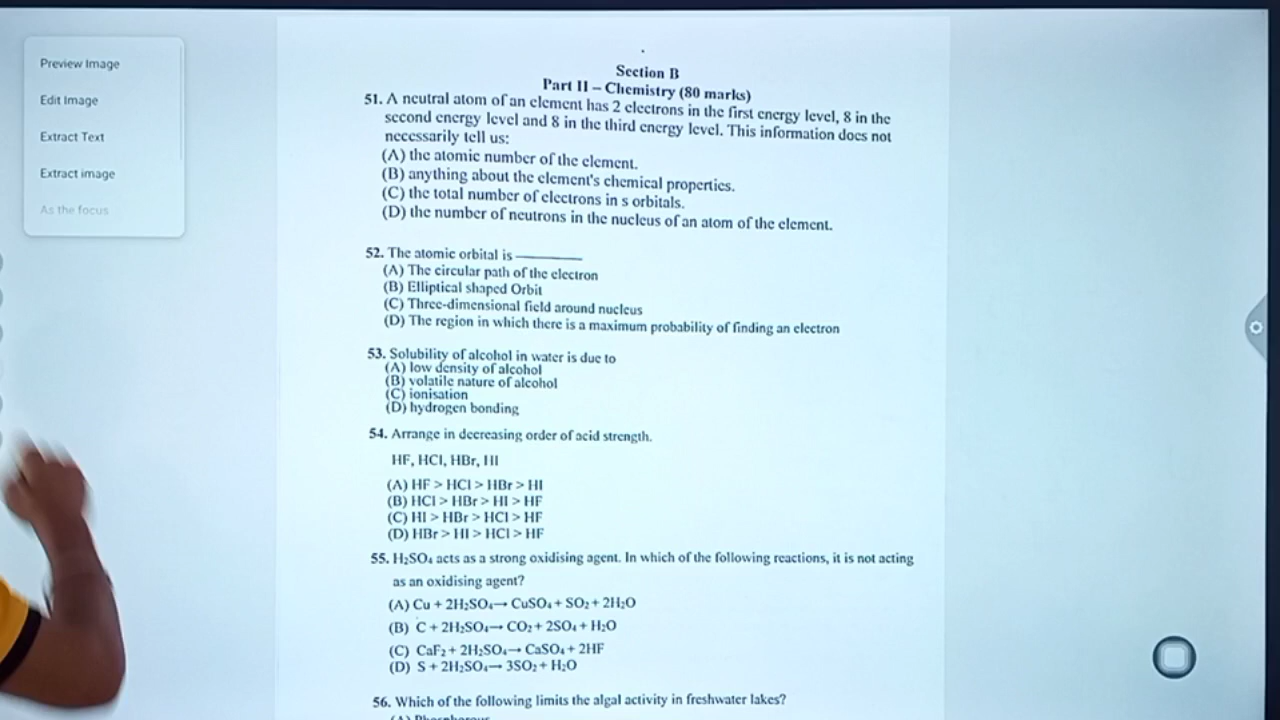 Preview Image
Edit Image
Extract Text
Extract image
As the focus
Section B
Part II – Chemistry (80 marks)
51. A neutral atom of an element has 2 electrons in the first energy level, 8 in the
second energy level and 8 in the third energy level. This information does not
necessarily tell us:
(A) the atomic number of the element.
(B) anything about the element's chemical properties.
(C) the total number of electrons in s orbitals.
(D) the number of neutrons in the nucleus of an atom of the element.
52. The atomic orbital is ________
(A) The circular path of the electron
(B) Elliptical shaped Orbit
(C) Three-dimensional field around nucleus
(D) The region in which there is a maximum probability of finding an electron
53. Solubility of alcohol in water is due to
(A) low density of alcohol
(B) volatile nature of alcohol
(C) ionisation
(D) hydrogen bonding
54. Arrange in decreasing order of acid strength.
HF, HCl, HBr, HI
(A) HF > HCl > HBr > HI
(B) HCl > HBr > HI > HF
(C) HI > HBr > HCl > HF
(D) HBr > HI > HCl > HF
55. H₂SO₄ acts as a strong oxidising agent. In which of the following reactions, it is not acting
as an oxidising agent?
(A) Cu + 2H₂SO₄→ CuSO₄ + SO₂ + 2H₂O
(B) C + 2H₂SO₄→ CO₂ + 2SO₄ + H₂O
(C) CaF₂ + 2H₂SO₄→ CaSO₄ + 2HF
(D) S + 2H₂SO₄→ 3SO₂ + H₂O
56. Which of the following limits the algal activity in freshwater lakes?